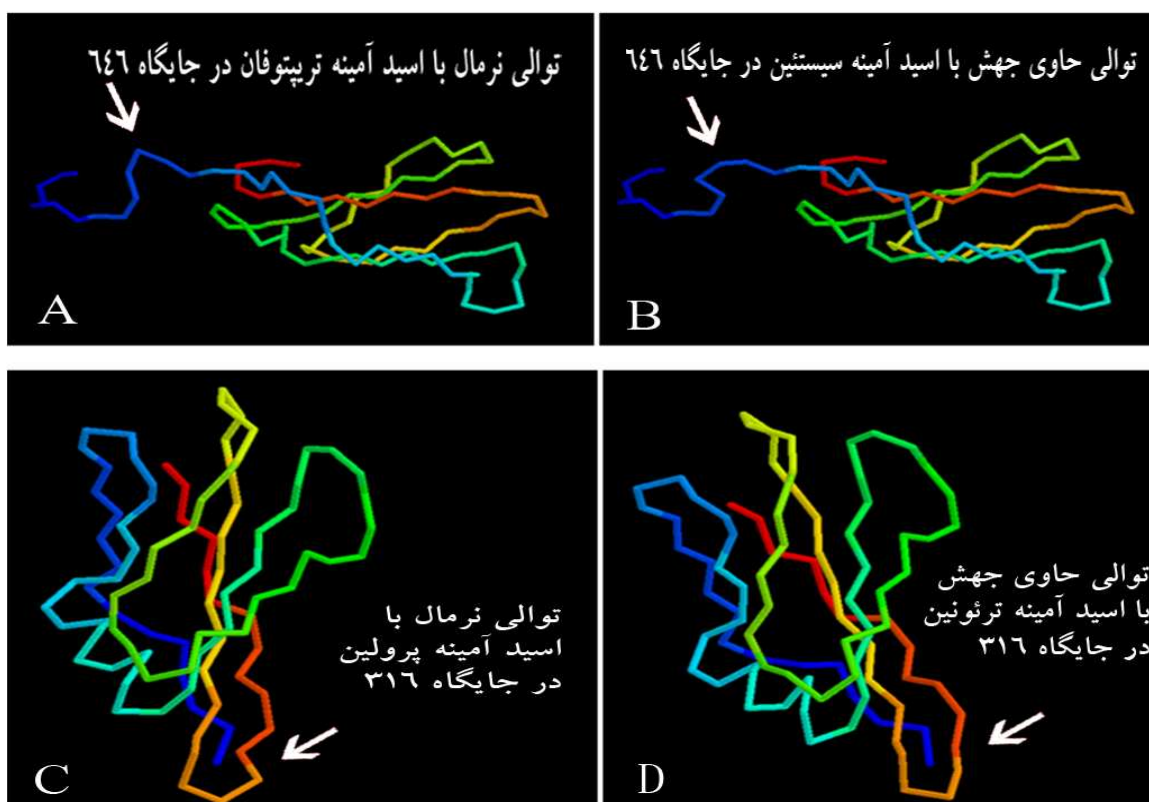 توالی نرمال با اسید آمینه تریپتوفان در جایگاه ٦٤٦
A
توالی حاوی جهش با اسید آمینه سیستئین در جایگاه ٦٤٦
B
توالی نرمال با
اسید آمینه پرولین
در جایگاه ٣١٦
C
توالی حاوی جهش
با اسید آمینه ترئونین
در جایگاه ٣١٦
D